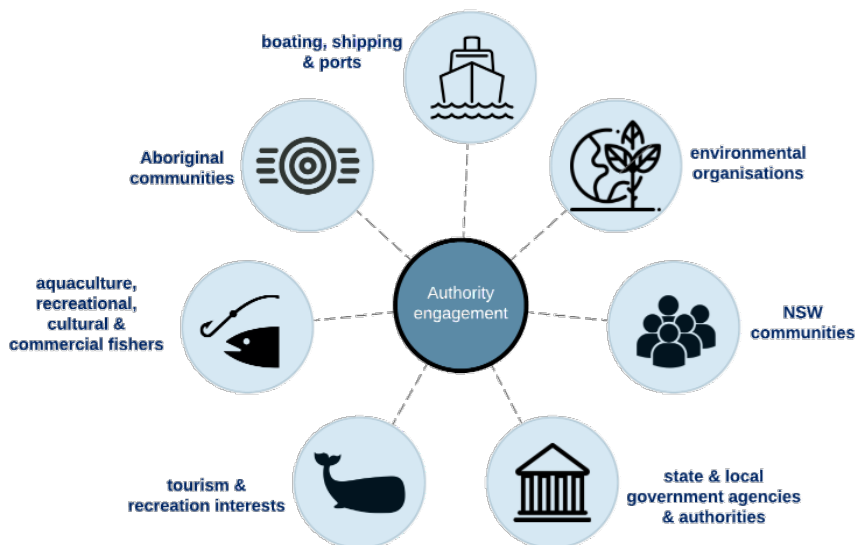 boating, shipping
& ports
Aboriginal
communities
environmental
organisations
aquaculture,
recreational,
cultural &
commercial fishers
Authority
engagement
NSW
communities
tourism &
recreation interests
state & local
government agencies
& authorities